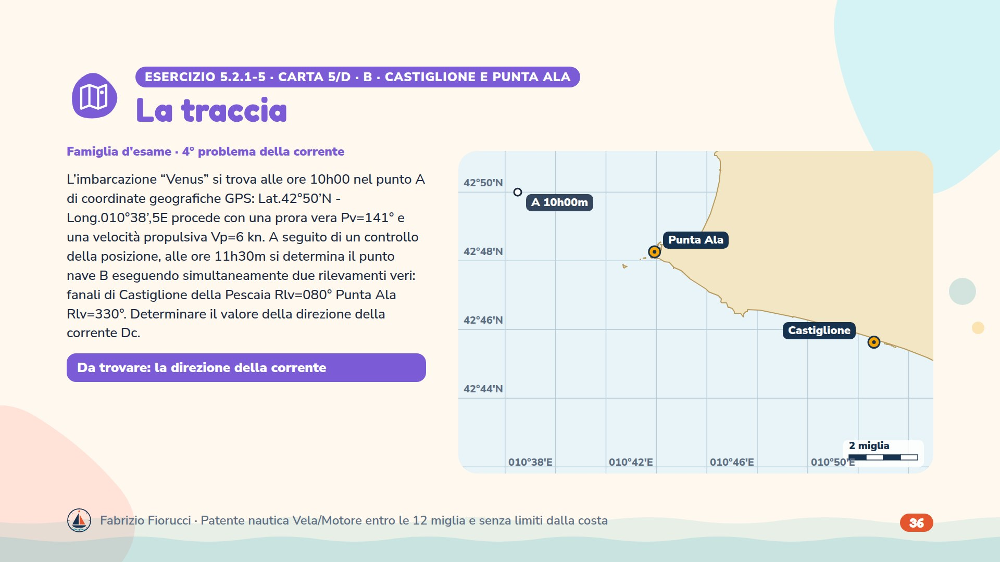 ESERCIZIO 5.2.1-5 · CARTA 5/D · B · CASTIGLIONE E PUNTA ALA
La traccia
Famiglia d'esame · 4° problema della corrente
L’imbarcazione “Venus” si trova alle ore 10h00 nel punto A
di coordinate geografiche GPS: Lat.42°50’N -
Long.010°38’,5E procede con una prora vera Pv=141° e
una velocità propulsiva Vp=6 kn. A seguito di un controllo
della posizione, alle ore 11h30m si determina il punto
nave B eseguendo simultaneamente due rilevamenti veri:
fanali di Castiglione della Pescaia Rlv=080° Punta Ala
Rlv=330°. Determinare il valore della direzione della
corrente Dc.
Da trovare: la direzione della corrente
42°50'N
A 10h00m
Punta Ala
42°48'N
42°46'N
Castiglione
42°44'N
2 miglia
010°38'E
010°42'E
010°46'E
010°50'E
Fabrizio Fiorucci · Patente nautica Vela/Motore entro le 12 miglia e senza limiti dalla costa
36